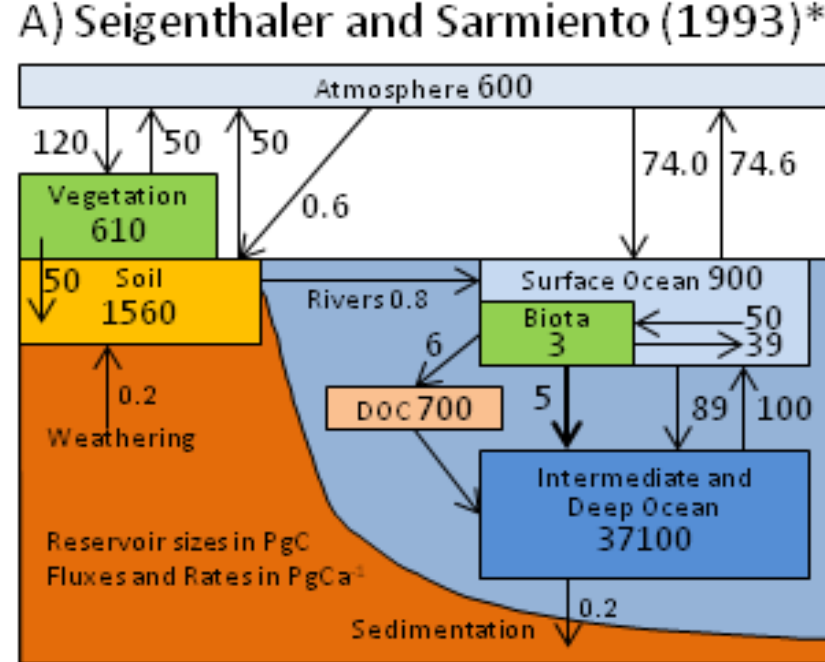 A) Seigenthaler and Sarmiento (1993)*
Atmosphere 600
120
50
50
0.6
74.0
74.6
Vegetation
610
50
Soil
1560
Rivers 0.8
Surface Ocean 900
Biota
3
50
39
6
DOC 700
5
89
100
0.2
Weathering
Intermediate and
Deep Ocean
37100
Reservoir sizes in PgC
Fluxes and Rates in PgCa⁻¹
0.2
Sedimentation